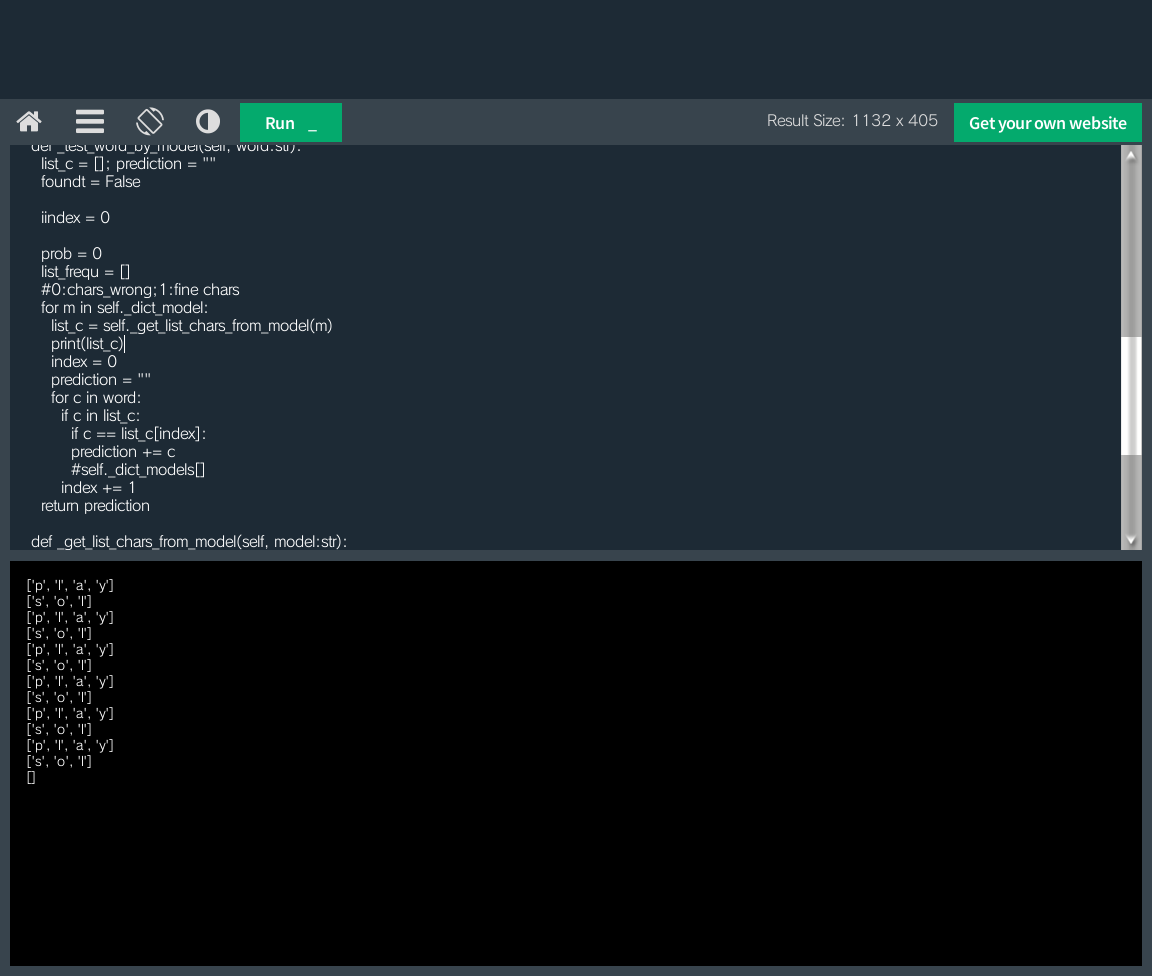 Run _
Result Size: 1132 x 405
Get your own website
def _test_word_by_model(self, word:str):
list_c = []; prediction = ""
foundt = False
iindex = 0
prob = 0
list_frequ = []
#0:chars_wrong;1:fine chars
for m in self._dict_model:
list_c = self._get_list_chars_from_model(m)
print(list_c)
index = 0
prediction = ""
for c in word:
if c in list_c:
if c == list_c[index]:
prediction += c
#self._dict_models[]
index += 1
return prediction
def _get_list_chars_from_model(self, model:str):
['p', 'l', 'a', 'y']
['s', 'o', 'l']
['p', 'l', 'a', 'y']
['s', 'o', 'l']
['p', 'l', 'a', 'y']
['s', 'o', 'l']
['p', 'l', 'a', 'y']
['s', 'o', 'l']
['p', 'l', 'a', 'y']
['s', 'o', 'l']
['p', 'l', 'a', 'y']
['s', 'o', 'l']
[]